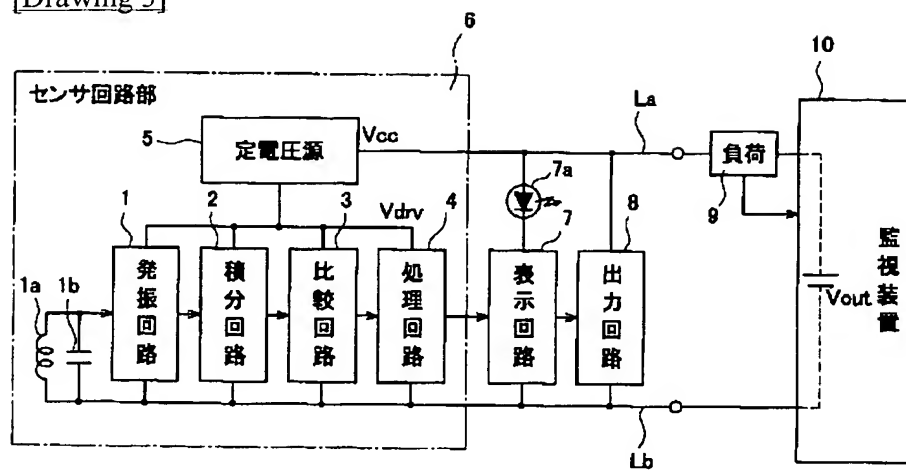 [Drawing 3]
6
10
センサ回路部
La
5
定電圧源
Vcc
負荷
7a
9
1
2
3
Vdrv
4
7
8
1a
1b
発振回路
積分回路
比較回路
処理回路
表示回路
出力回路
監視装置
Vout
Lb